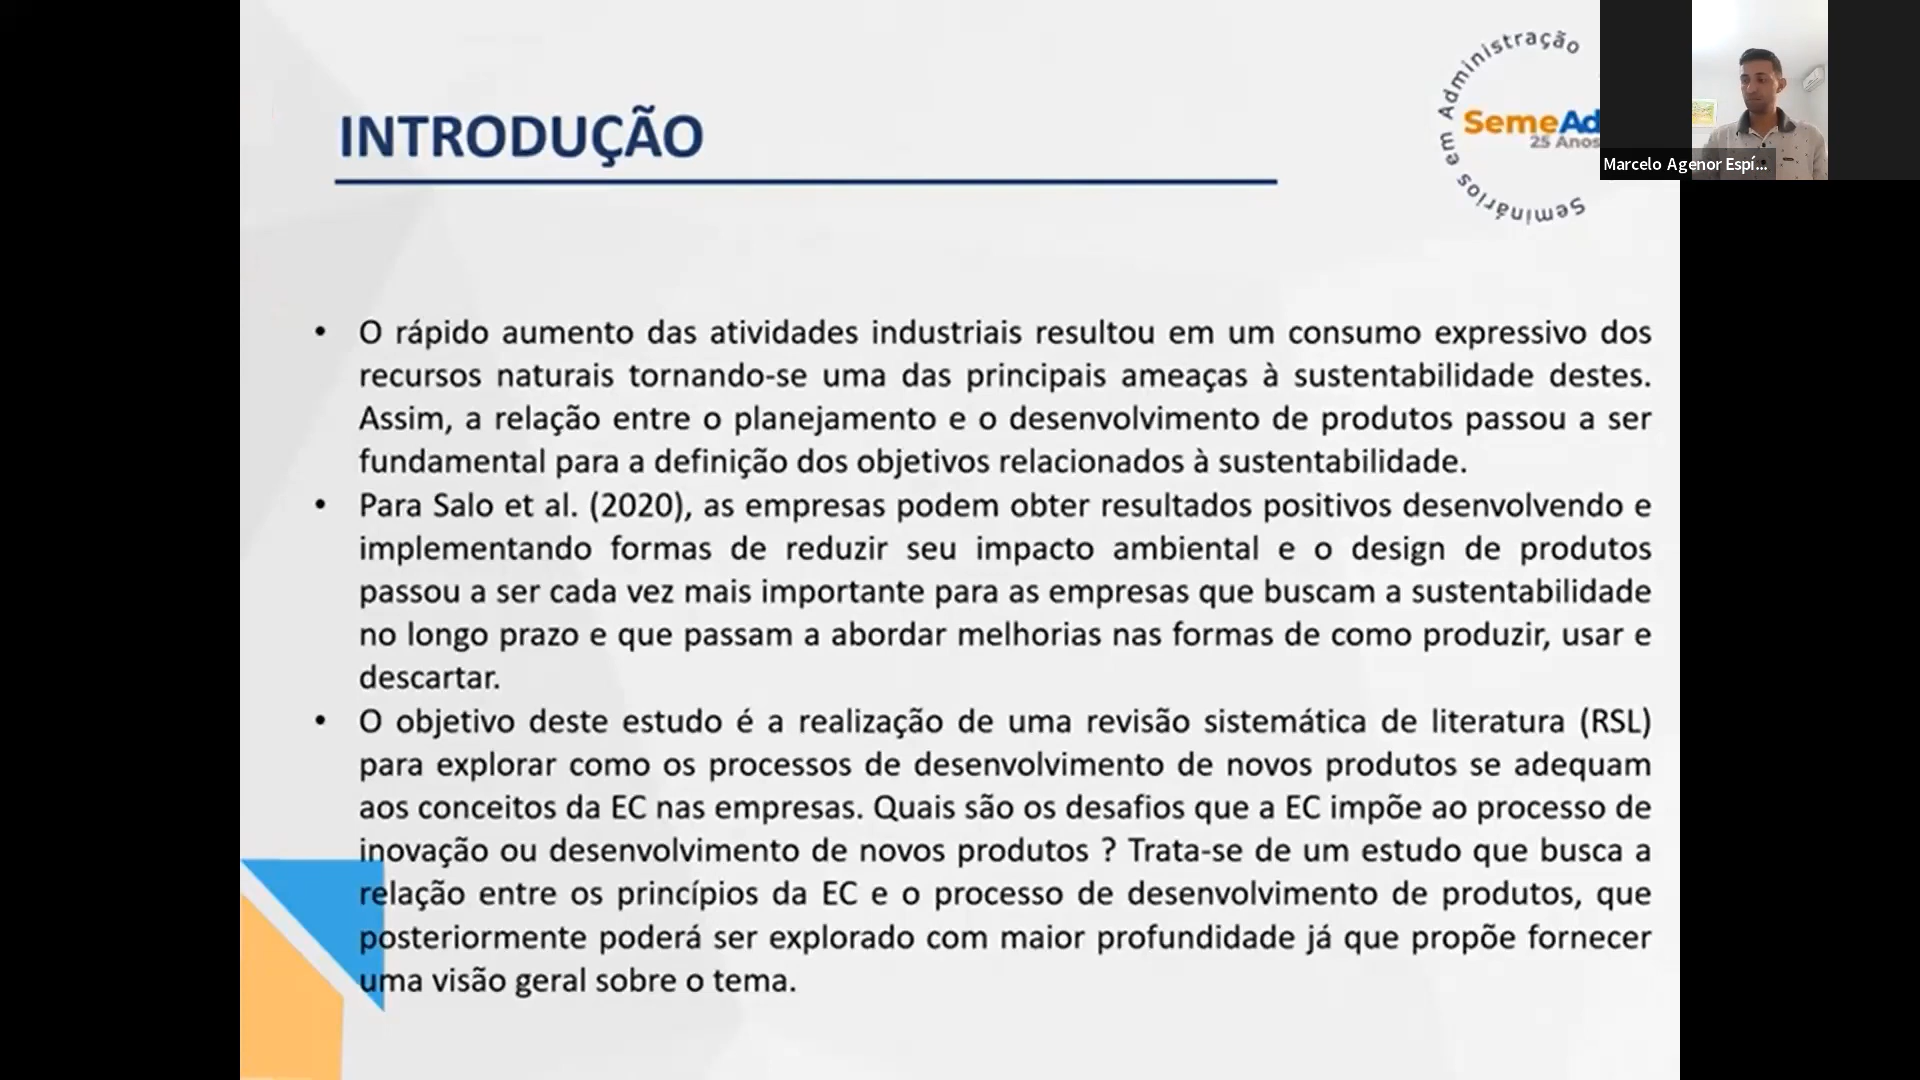 INTRODUÇÃO
Seminários em Administração
SemeAd
25 Anos
Marcelo Agenor Espí...
• O rápido aumento das atividades industriais resultou em um consumo expressivo dos
recursos naturais tornando-se uma das principais ameaças à sustentabilidade destes.
Assim, a relação entre o planejamento e o desenvolvimento de produtos passou a ser
fundamental para a definição dos objetivos relacionados à sustentabilidade.
• Para Salo et al. (2020), as empresas podem obter resultados positivos desenvolvendo e
implementando formas de reduzir seu impacto ambiental e o design de produtos
passou a ser cada vez mais importante para as empresas que buscam a sustentabilidade
no longo prazo e que passam a abordar melhorias nas formas de como produzir, usar e
descartar.
• O objetivo deste estudo é a realização de uma revisão sistemática de literatura (RSL)
para explorar como os processos de desenvolvimento de novos produtos se adequam
aos conceitos da EC nas empresas. Quais são os desafios que a EC impõe ao processo de
inovação ou desenvolvimento de novos produtos ? Trata-se de um estudo que busca a
relação entre os princípios da EC e o processo de desenvolvimento de produtos, que
posteriormente poderá ser explorado com maior profundidade já que propõe fornecer
uma visão geral sobre o tema.